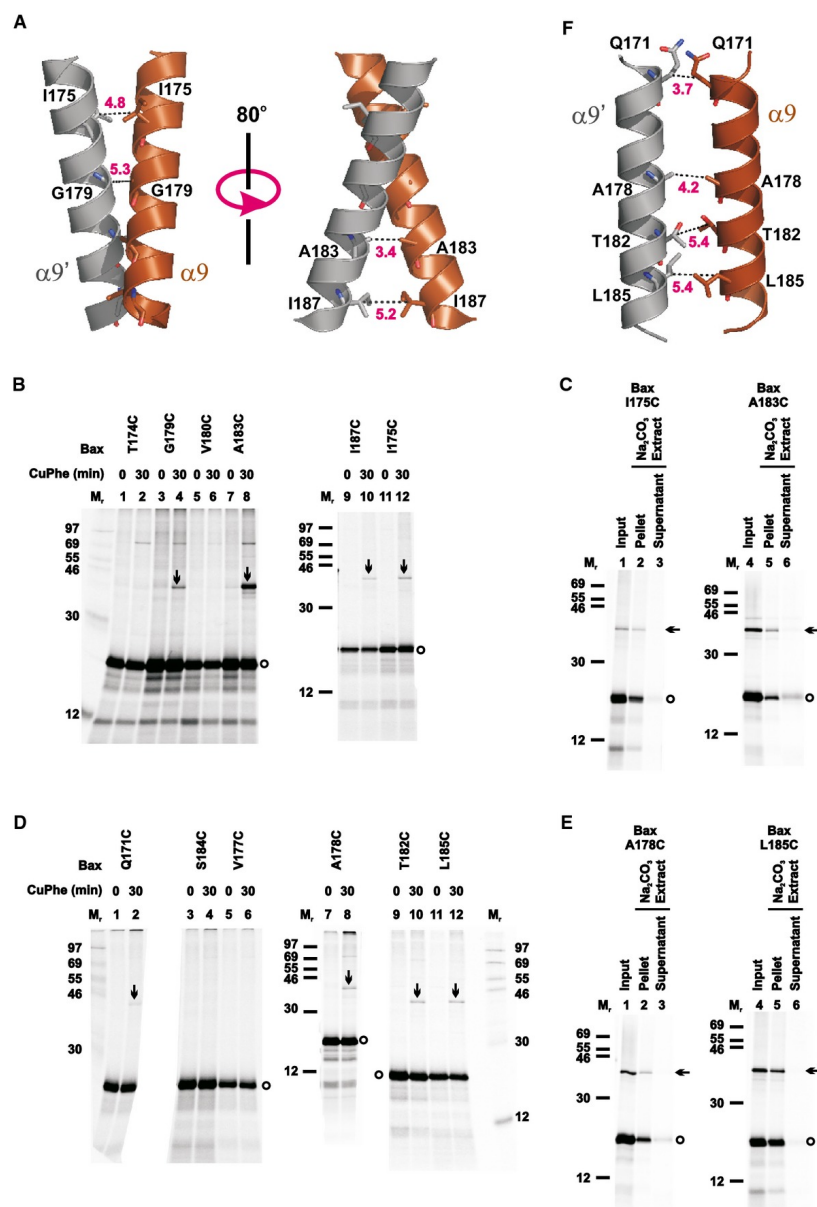 A
I175
I175
4.8
5.3
G179
G179
α9'
α9
80°
A183
A183
3.4
I187
I187
5.2
F
Q171
Q171
3.7
α9'
α9
A178
A178
4.2
T182
T182
5.4
L185
L185
5.4
B
Bax T174C G179C V180C A183C I187C I175C
CuPhe (min) 0 30 0 30 0 30 0 30 0 30 0 30
Mr 1 2 3 4 5 6 7 8 Mr 9 10 11 12
97
69
55
46
30
12
97
69
55
46
30
12
C
Bax I175C
Na2CO3 Extract
Input Pellet Supernatant
Mr 1 2 3
69
55
46
30
12
Bax A183C
Na2CO3 Extract
Input Pellet Supernatant
4 5 6
69
55
46
30
12
D
Bax Q171C S184C V177C A178C T182C L185C
CuPhe (min) 0 30 0 30 0 30 0 30 0 30 0 30
Mr 1 2 3 4 5 6 Mr 7 8 9 10 11 12 Mr
97
69
55
46
30
97
69
55
46
30
12
97
69
55
46
30
12
E
Bax A178C
Na2CO3 Extract
Input Pellet Supernatant
Mr 1 2 3
69
55
46
30
12
Bax L185C
Na2CO3 Extract
Input Pellet Supernatant
Mr 4 5 6
69
55
46
30
12